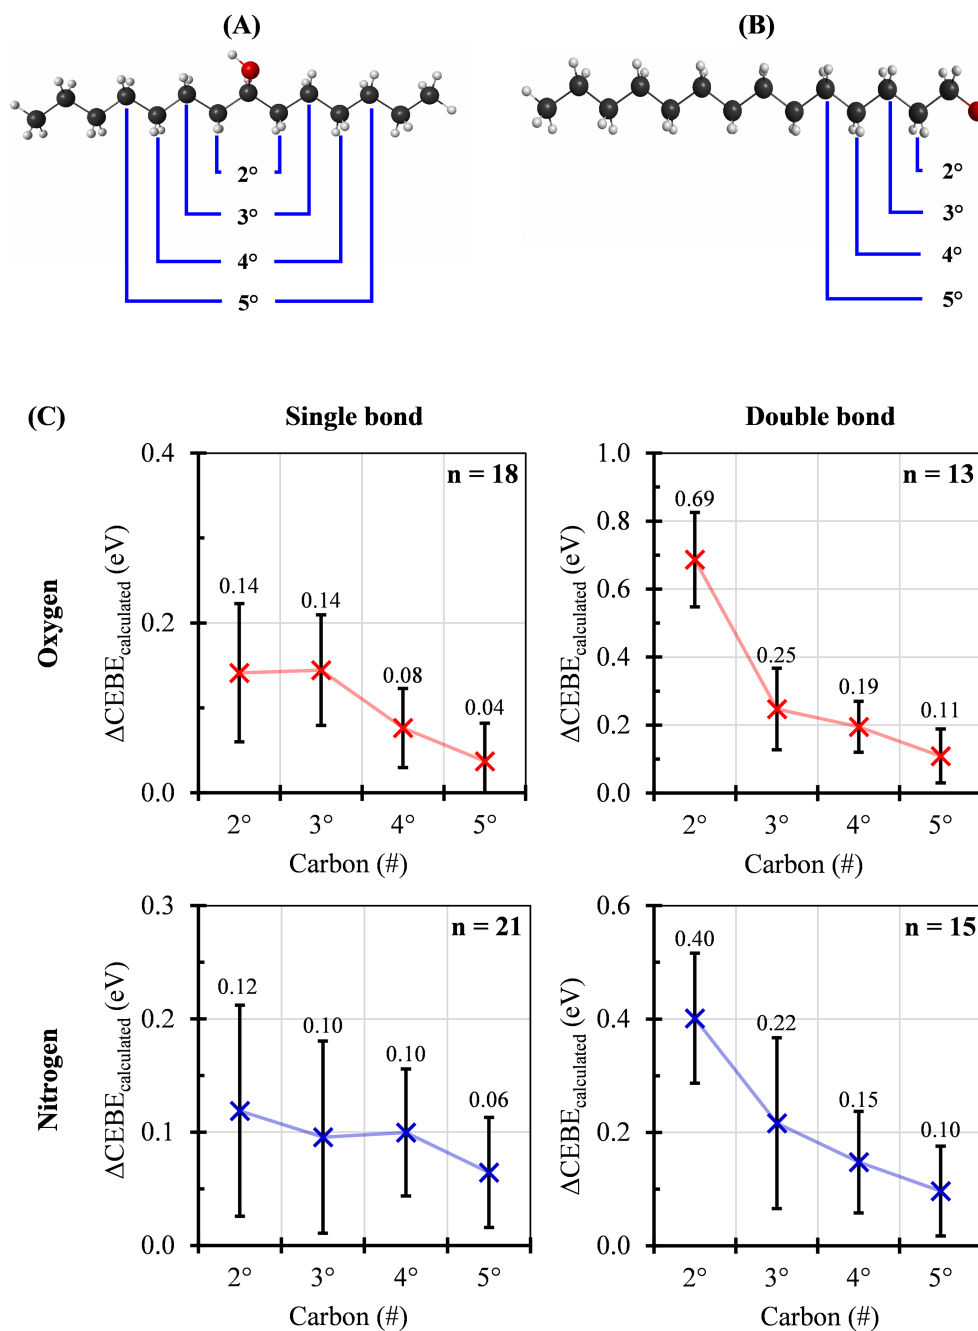 (A)
(B)
2°
3°
4°
5°
2°
3°
4°
5°
(C)
Single bond
Double bond
Oxygen
ΔCEBEcalculated (eV)
0.4
0.2
0.0
n = 18
0.14
0.14
0.08
0.04
2° 3° 4° 5°
Carbon (#)
ΔCEBEcalculated (eV)
1.0
0.8
0.6
0.4
0.2
0.0
n = 13
0.69
0.25
0.19
0.11
2° 3° 4° 5°
Carbon (#)
Nitrogen
ΔCEBEcalculated (eV)
0.3
0.2
0.1
0.0
n = 21
0.12
0.10
0.10
0.06
2° 3° 4° 5°
Carbon (#)
ΔCEBEcalculated (eV)
0.6
0.4
0.2
0.0
n = 15
0.40
0.22
0.15
0.10
2° 3° 4° 5°
Carbon (#)